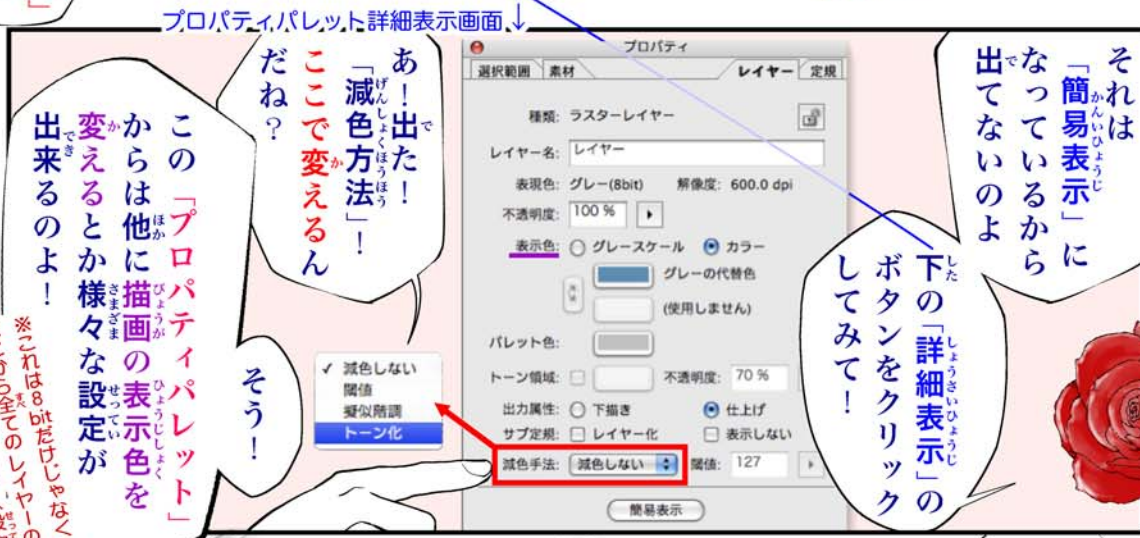 プロパティパレット詳細表示画面↓
それは
「簡易表示」に
なっているから
出てないのよ
下の「詳細表示」の
ボタンをクリック
してみて！
プロパティ
選択範囲 素材 レイヤー 定規
種類: ラスターレイヤー
レイヤー名: レイヤー
表現色: グレー(8bit) 解像度: 600.0 dpi
不透明度: 100 %
表示色: グレースケール カラー
グレーの代替色
(使用しません)
パレット色:
トーン領域: 不透明度: 70 %
出力属性: 下描き 仕上げ
サブ定規: レイヤー化 表示しない
減色手法: 減色しない 閾値: 127
簡易表示
✓ 減色しない
閾値
擬似階調
トーン化
あ！出た！
「減色方法」！
ここで変えるん
だね？
そう！
この「プロパティパレット」
からは他に描画の表示色を
変えるとか様々な設定が
出来るのよ！
※これは8bitだけじゃなく
全てのレイヤーの